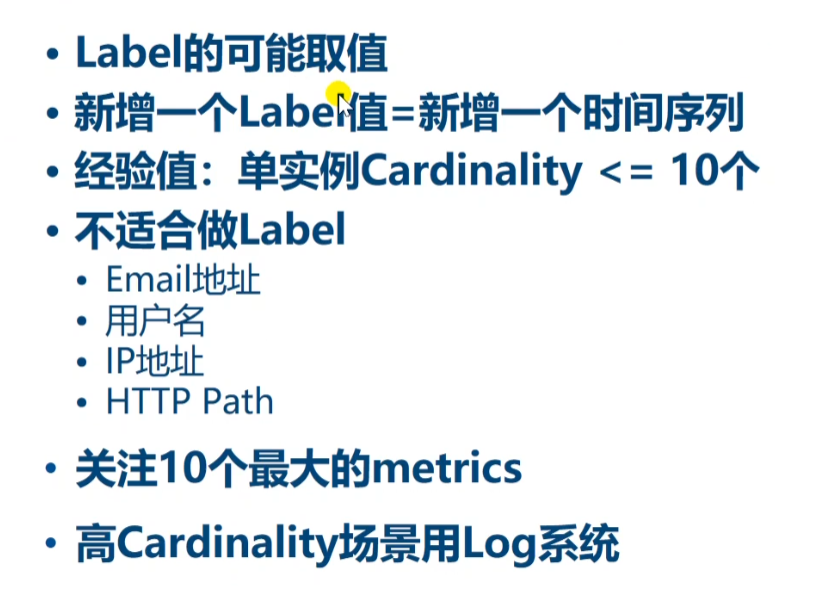 • Label的可能取值
• 新增一个Label值=新增一个时间序列
• 经验值：单实例Cardinality <= 10个
• 不适合做Label
• Email地址
• 用户名
• IP地址
• HTTP Path
• 关注10个最大的metrics
• 高Cardinality场景用Log系统